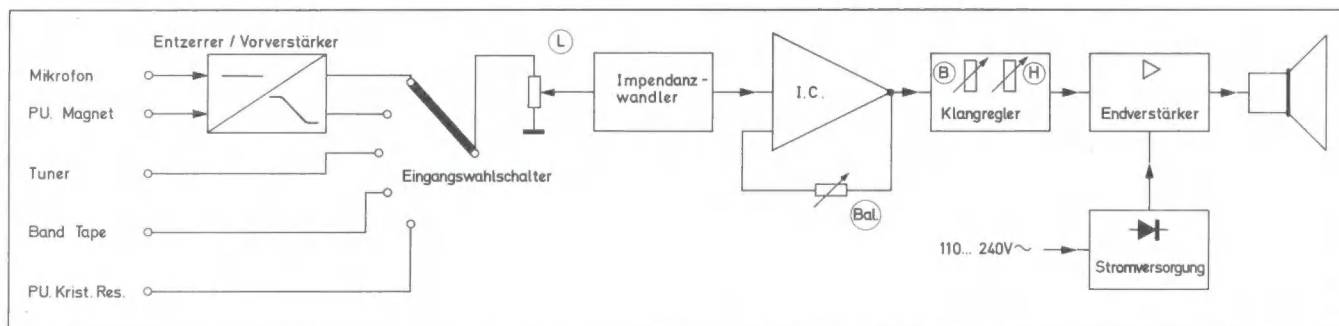 Entzerrer / Vorverstärker
Mikrofon
PU. Magnet
Tuner
Band Tape
PU. Krist. Res.
Eingangswahlschalter
L
Impendanz-
wandler
I.C.
Bal.
B
H
Klangregler
Endverstärker
110... 240V~
Stromversorgung